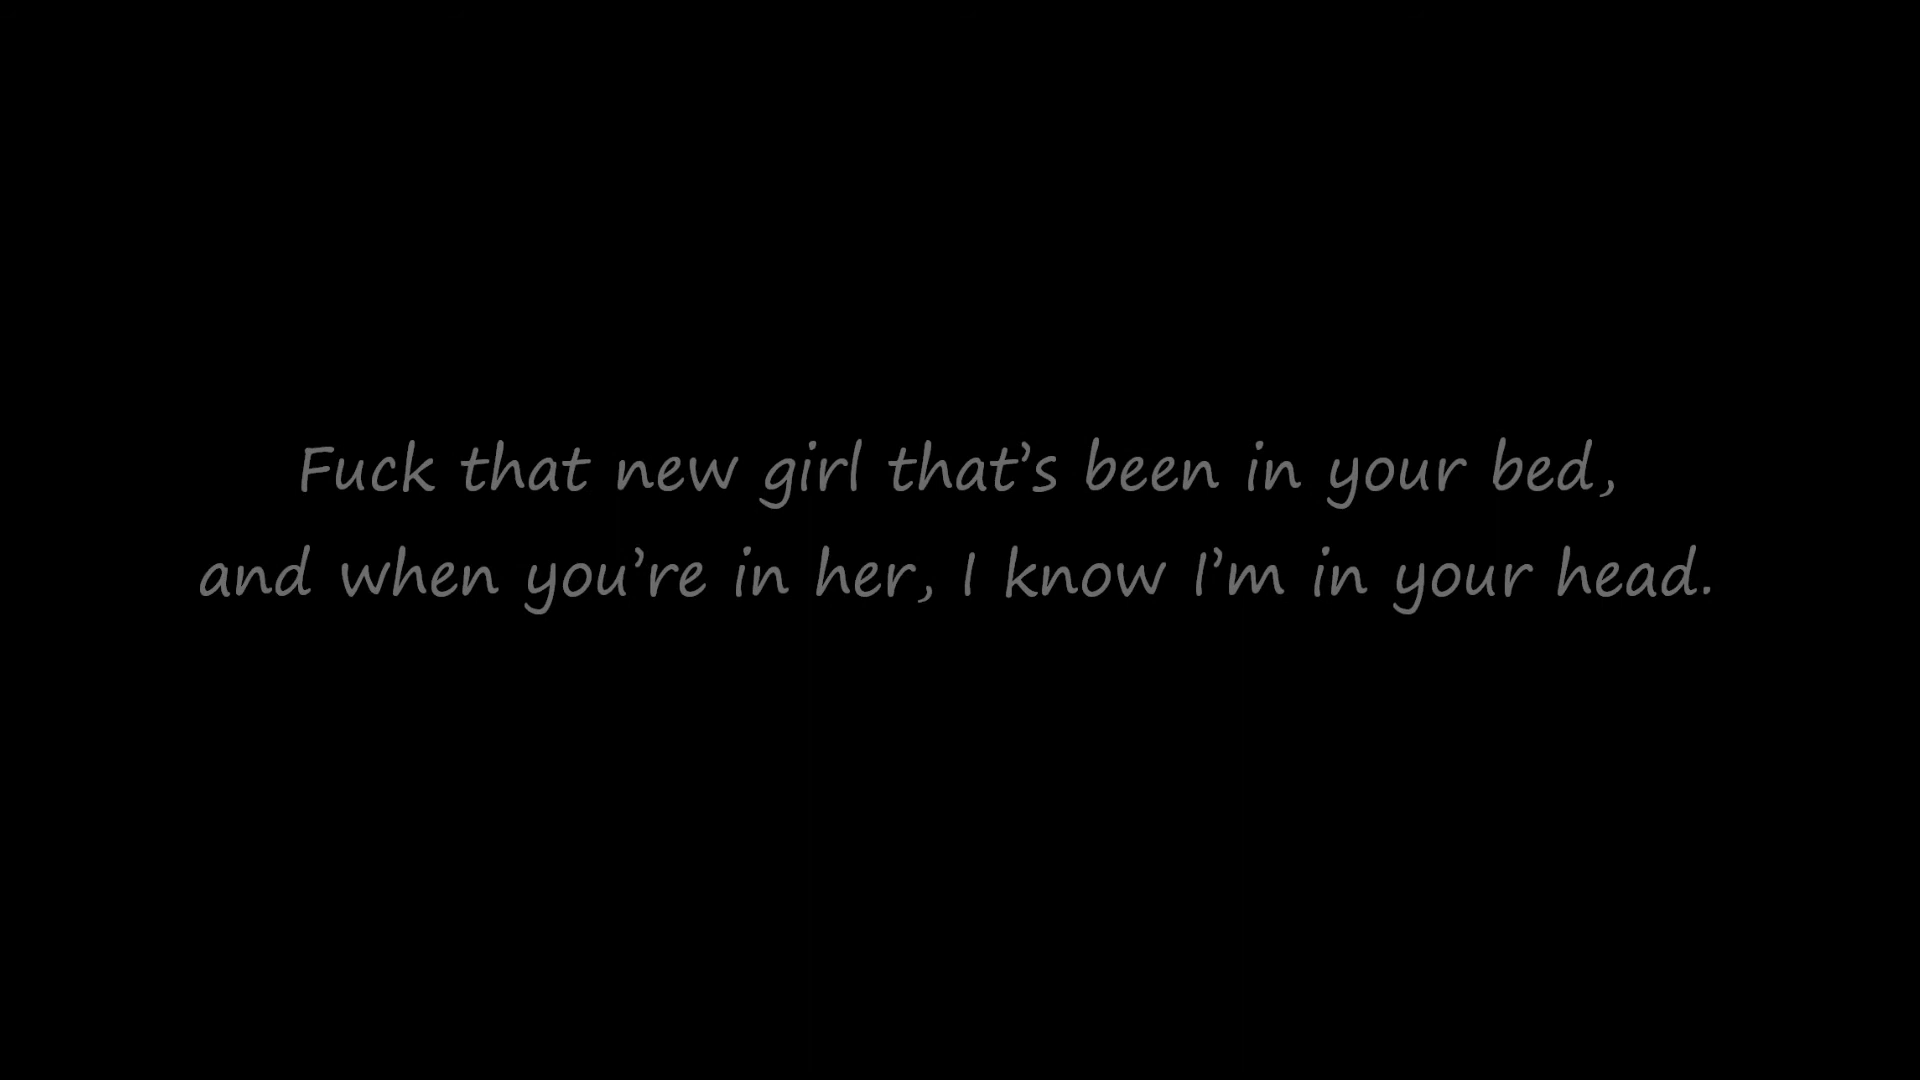 Fuck that new girl that’s been in your bed,
and when you’re in her, I know I’m in your head.